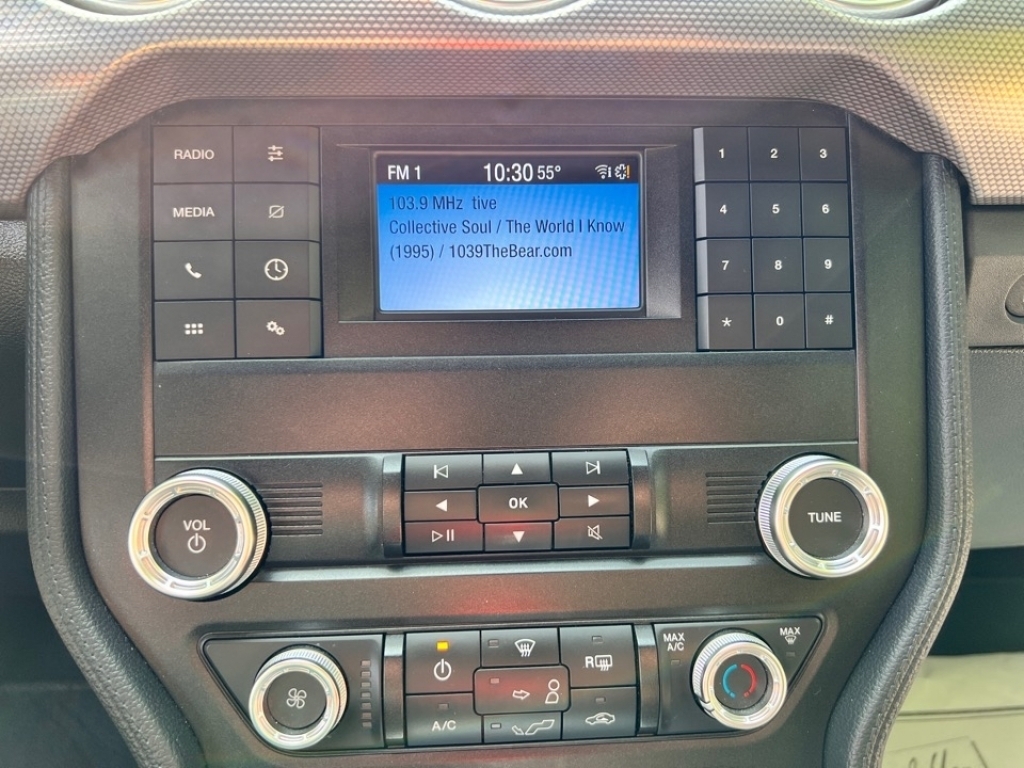 RADIO
MEDIA
FM 1 10:30 55°
103.9 MHz tive
Collective Soul / The World I Know
(1995) / 1039TheBear.com
1 2 3
4 5 6
7 8 9
* 0 #
VOL
OK
TUNE
A/C
R
MAX
A/C
MAX